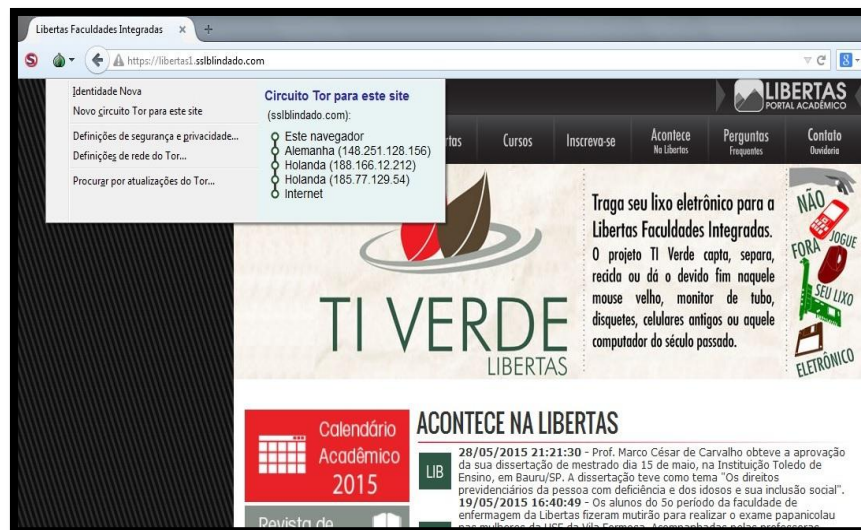 Libertas Faculdades Integradas × +
https://libertas1.sslblindado.com
Identidade Nova
Novo circuito Tor para este site
Definições de segurança e privacidade...
Definições de rede do Tor...
Procurar por atualizações do Tor...
Circuito Tor para este site
(sslblindado.com):
Este navegador
Alemanha (148.251.128.156)
Holanda (188.166.12.212)
Holanda (185.77.129.54)
Internet
LIBERTAS
PORTAL ACADÊMICO
rtas
Cursos
Inscreva-se
Acontece
Na Libertas
Perguntas
Frequentes
Contato
Ouvidoria
TI VERDE
LIBERTAS
Traga seu lixo eletrônico para a
Libertas Faculdades Integradas.
O projeto TI Verde capta, separa,
recicla ou dá o devido fim naquele
mouse velho, monitor de tubo,
disquetes, celulares antigos ou aquele
computador do século passado.
NÃO
JOGUE
FORA
SEU LIXO
ELETRÔNICO
Calendário
Acadêmico
2015
Revista de
ACONTECE NA LIBERTAS
LIB
28/05/2015 21:21:30 - Prof. Marco César de Carvalho obteve a aprovação
da sua dissertação de mestrado dia 15 de maio, na Instituição Toledo de
Ensino, em Bauru/SP. A dissertação teve como tema "Os direitos
previdenciários da pessoa com deficiência e dos idosos e sua inclusão social".
19/05/2015 16:40:49 - Os alunos do 5o período da faculdade de
enfermagem da Libertas fizeram mutirão para realizar o exame papanicolau